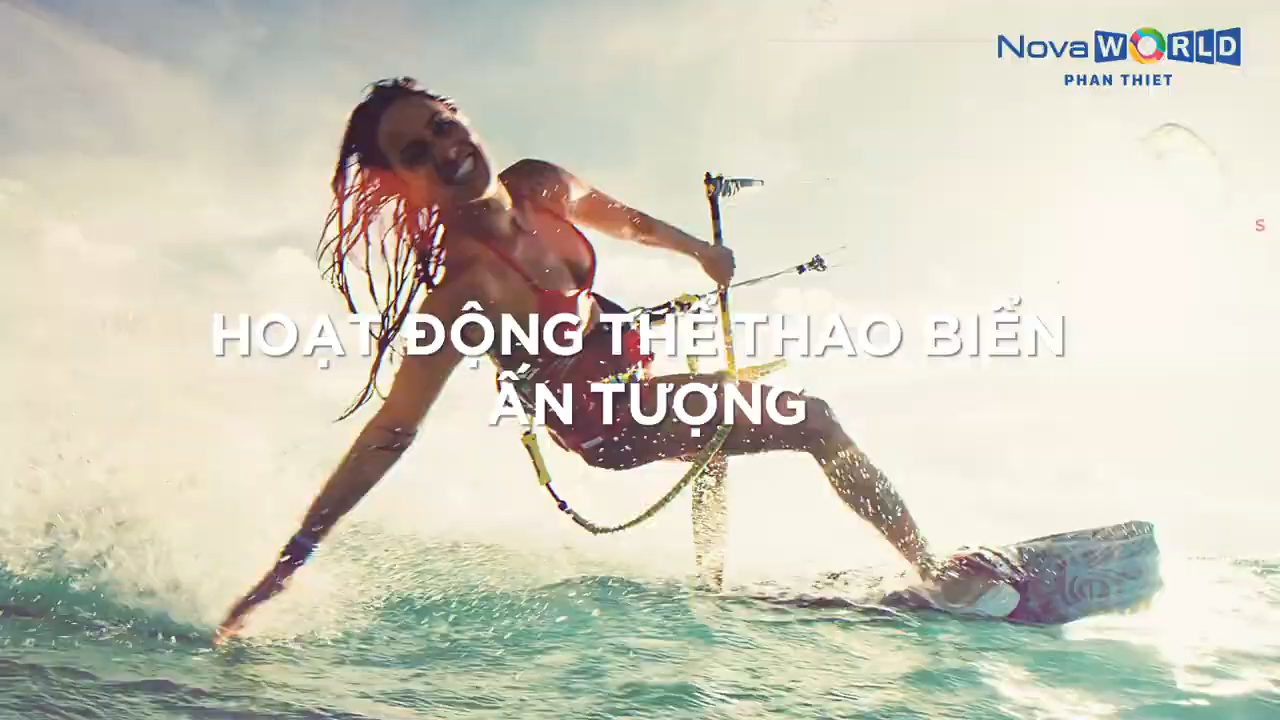 NovaWORLD
PHAN THIET
S
HOẠT ĐỘNG THỂ THAO BIỂN
ẤN TƯỢNG